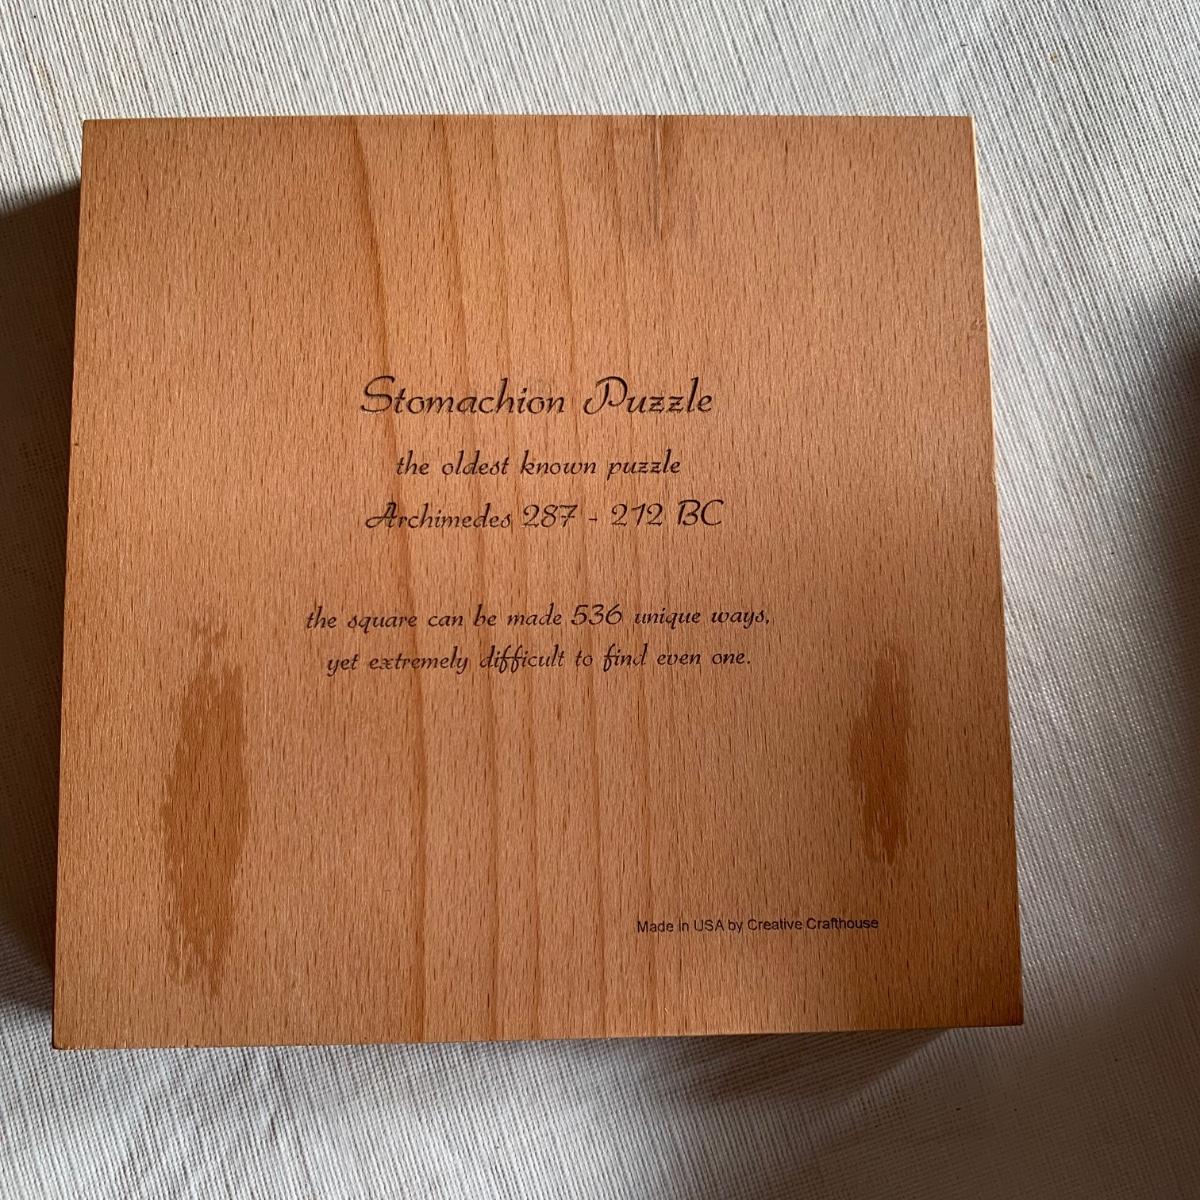 Stomachion Puzzle
the oldest known puzzle
Archimedes 287 - 212 BC
the square can be made 536 unique ways,
yet extremely difficult to find even one.
Made in USA by Creative Crafthouse